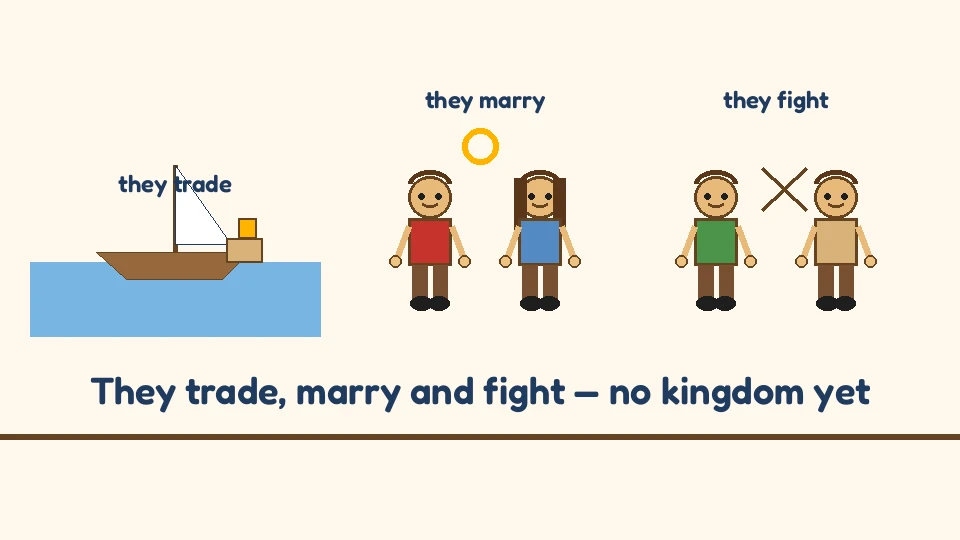 they marry
they fight
they trade
They trade, marry and fight — no kingdom yet